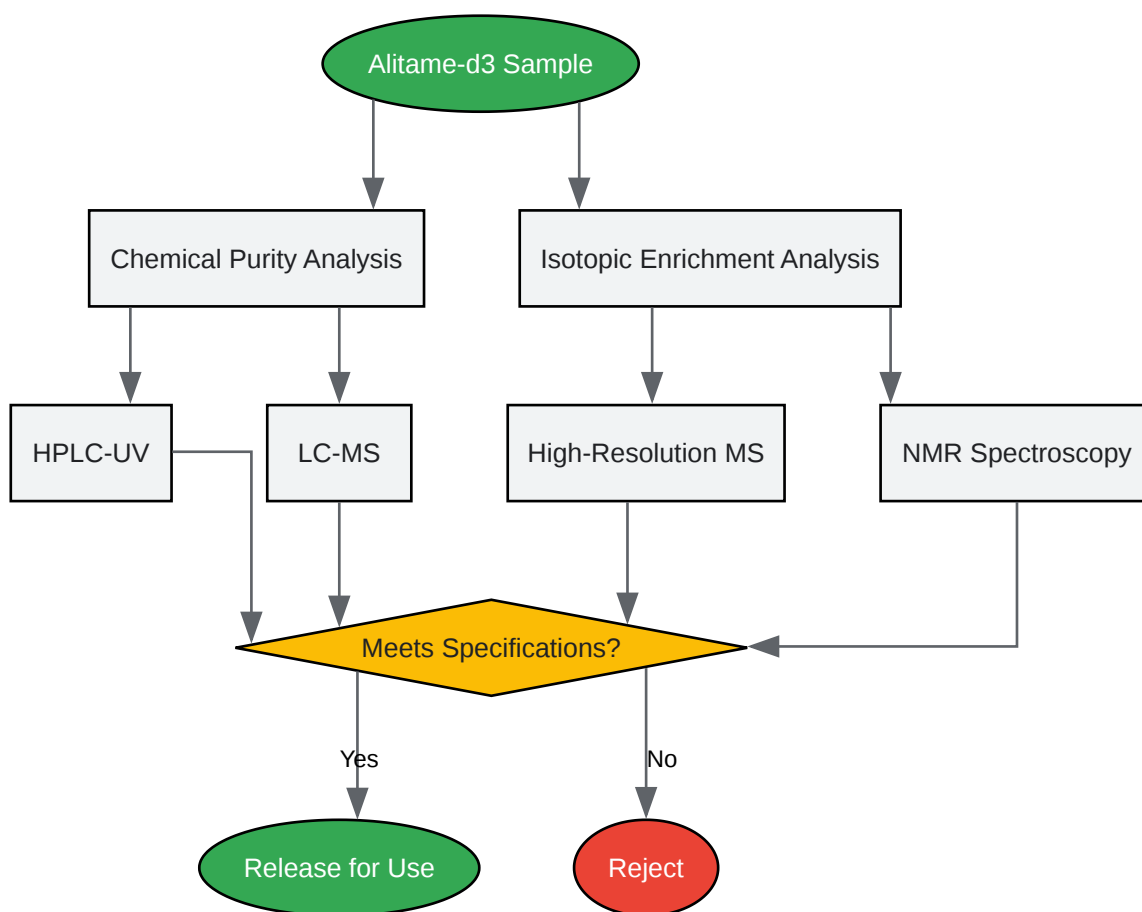 Alitame-d3 Sample
Chemical Purity Analysis
Isotopic Enrichment Analysis
HPLC-UV
LC-MS
High-Resolution MS
NMR Spectroscopy
Meets Specifications?
Yes
No
Release for Use
Reject